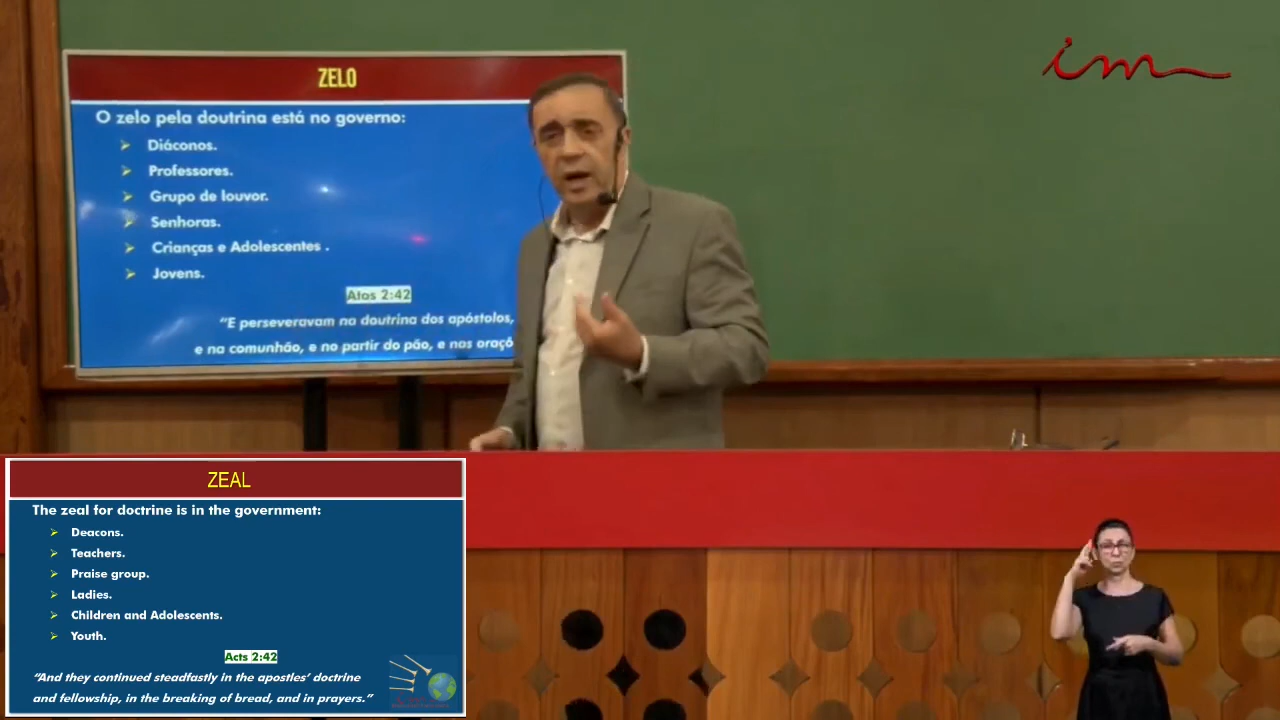 im
ZELO
O zelo pela doutrina está no governo:
Diáconos.
Professores.
Grupo de louvor.
Senhoras.
Crianças e Adolescentes .
Jovens.
Atos 2:42
“E perseveravam na doutrina dos apóstolos,
e na comunhão, e no partir do pão, e nas oraçõ
ZEAL
The zeal for doctrine is in the government:
Deacons.
Teachers.
Praise group.
Ladies.
Children and Adolescents.
Youth.
Acts 2:42
“And they continued steadfastly in the apostles’ doctrine
and fellowship, in the breaking of bread, and in prayers.”